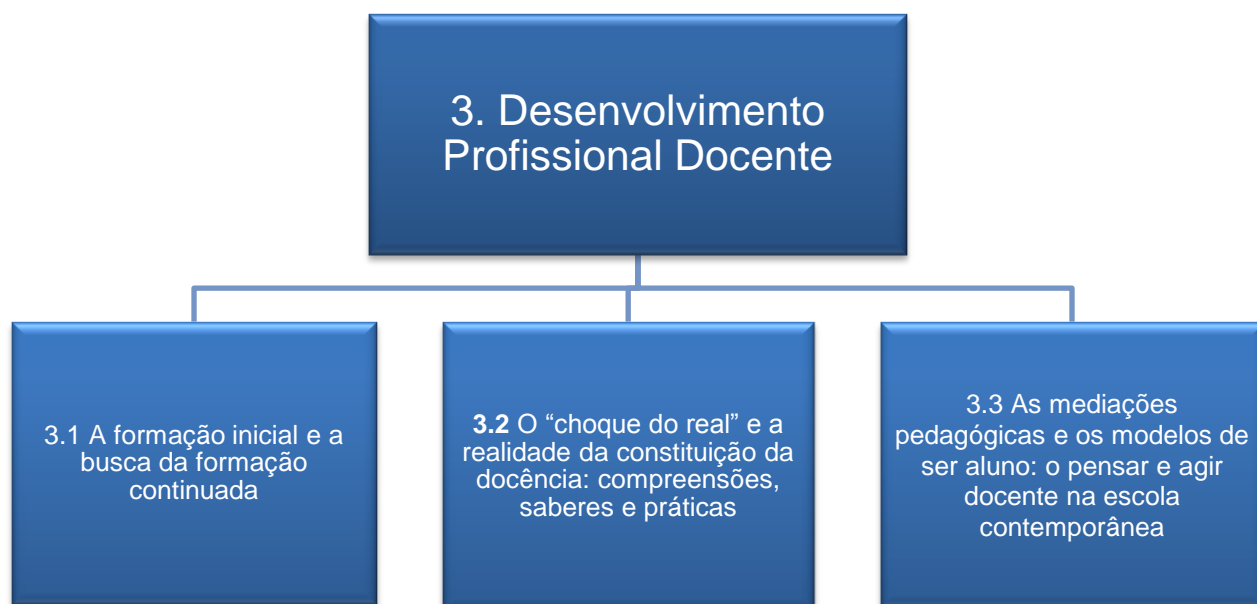 3. Desenvolvimento
Profissional Docente
3.1 A formação inicial e a
busca da formação
continuada
3.2 O “choque do real” e a
realidade da constituição da
docência: compreensões,
saberes e práticas
3.3 As mediações
pedagógicas e os modelos de
ser aluno: o pensar e agir
docente na escola
contemporânea